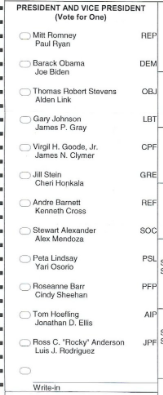 PRESIDENT AND VICE PRESIDENT
(Vote for One)
Mitt Romney REP
Paul Ryan
Barack Obama DEM
Joe Biden
Thomas Robert Stevens OBJ
Alden Link
Gary Johnson LBT
James P. Gray
Virgil H. Goode, Jr. CPF
James N. Clymer
Jill Stein GRE
Cheri Honkala
Andre Barnett REF
Kenneth Cross
Stewart Alexander SOC
Alex Mendoza
Peta Lindsay PSL
Yari Osorio
Roseanne Barr PFP
Cindy Sheehan
Tom Hoefling AIP
Jonathan D. Ellis
Ross C. "Rocky" Anderson JPF
Luis J. Rodriguez
Write-in